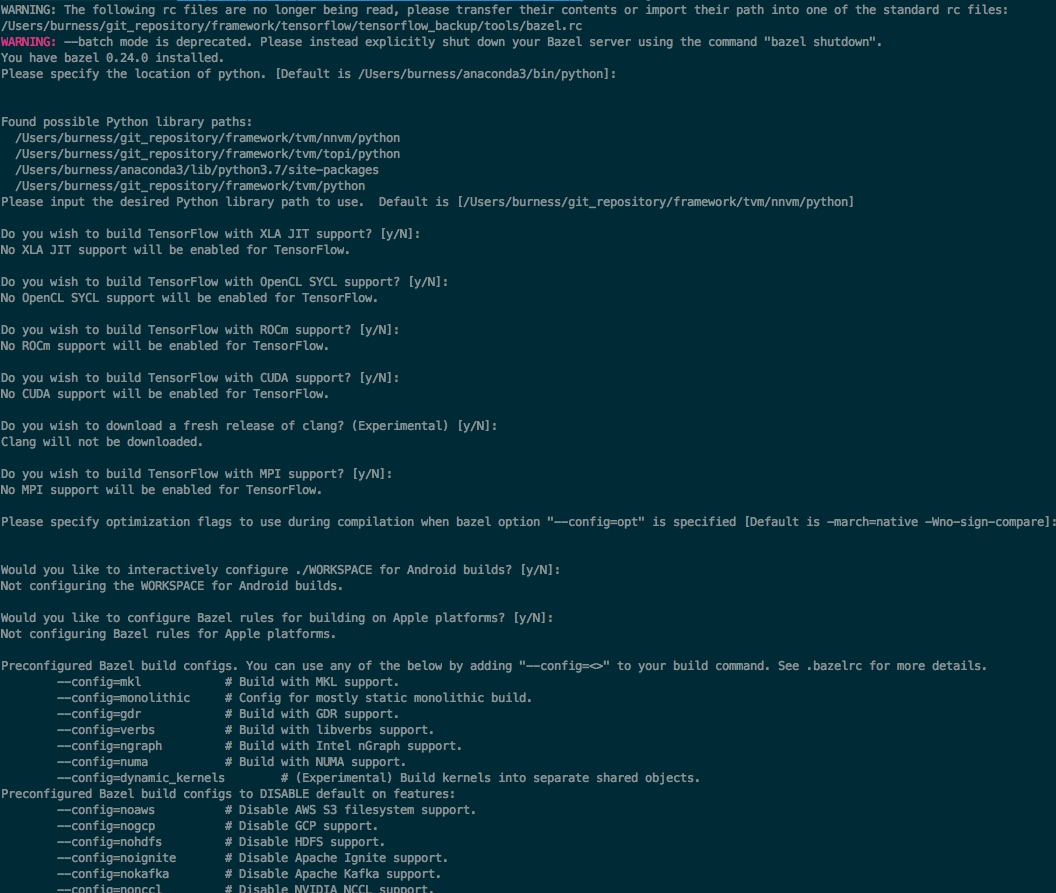 WARNING: The following rc files are no longer being read, please transfer their contents or import their path into one of the standard rc files:
/Users/burness/git_repository/framework/tensorflow/tensorflow_backup/tools/bazel.rc
WARNING: --batch mode is deprecated. Please instead explicitly shut down your Bazel server using the command "bazel shutdown".
You have bazel 0.24.0 installed.
Please specify the location of python. [Default is /Users/burness/anaconda3/bin/python]:
Found possible Python library paths:
  /Users/burness/git_repository/framework/tvm/nnvm/python
  /Users/burness/git_repository/framework/tvm/topi/python
  /Users/burness/anaconda3/lib/python3.7/site-packages
  /Users/burness/git_repository/framework/tvm/python
Please input the desired Python library path to use.  Default is [/Users/burness/git_repository/framework/tvm/nnvm/python]
Do you wish to build TensorFlow with XLA JIT support? [y/N]:
No XLA JIT support will be enabled for TensorFlow.
Do you wish to build TensorFlow with OpenCL SYCL support? [y/N]:
No OpenCL SYCL support will be enabled for TensorFlow.
Do you wish to build TensorFlow with ROCm support? [y/N]:
No ROCm support will be enabled for TensorFlow.
Do you wish to build TensorFlow with CUDA support? [y/N]:
No CUDA support will be enabled for TensorFlow.
Do you wish to download a fresh release of clang? (Experimental) [y/N]:
Clang will not be downloaded.
Do you wish to build TensorFlow with MPI support? [y/N]:
No MPI support will be enabled for TensorFlow.
Please specify optimization flags to use during compilation when bazel option "--config=opt" is specified [Default is -march=native -Wno-sign-compare]:
Would you like to interactively configure ./WORKSPACE for Android builds? [y/N]:
Not configuring the WORKSPACE for Android builds.
Would you like to configure Bazel rules for building on Apple platforms? [y/N]:
Not configuring Bazel rules for Apple platforms.
Preconfigured Bazel build configs. You can use any of the below by adding "--config=<>" to your build command. See .bazelrc for more details.
        --config=mkl            # Build with MKL support.
        --config=monolithic     # Config for mostly static monolithic build.
        --config=gdr            # Build with GDR support.
        --config=verbs          # Build with libverbs support.
        --config=ngraph         # Build with Intel nGraph support.
        --config=numa           # Build with NUMA support.
        --config=dynamic_kernels        # (Experimental) Build kernels into separate shared objects.
Preconfigured Bazel build configs to DISABLE default on features:
        --config=noaws          # Disable AWS S3 filesystem support.
        --config=nogcp          # Disable GCP support.
        --config=nohdfs         # Disable HDFS support.
        --config=noignite       # Disable Apache Ignite support.
        --config=nokafka        # Disable Apache Kafka support.
        --config=nonccl         # Disable NVIDIA NCCL support.